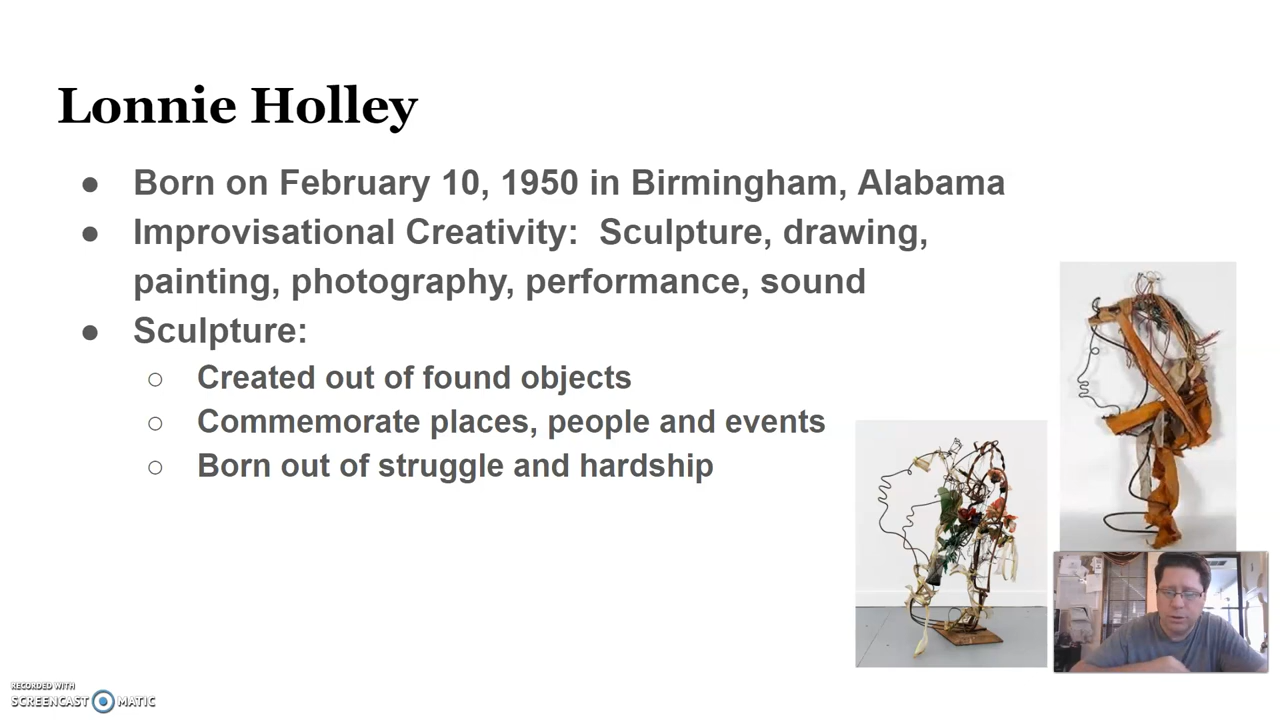 Lonnie Holley
● Born on February 10, 1950 in Birmingham, Alabama
● Improvisational Creativity:  Sculpture, drawing,
painting, photography, performance, sound
● Sculpture:
○ Created out of found objects
○ Commemorate places, people and events
○ Born out of struggle and hardship
RECORDED WITH
SCREENCAST MATIC